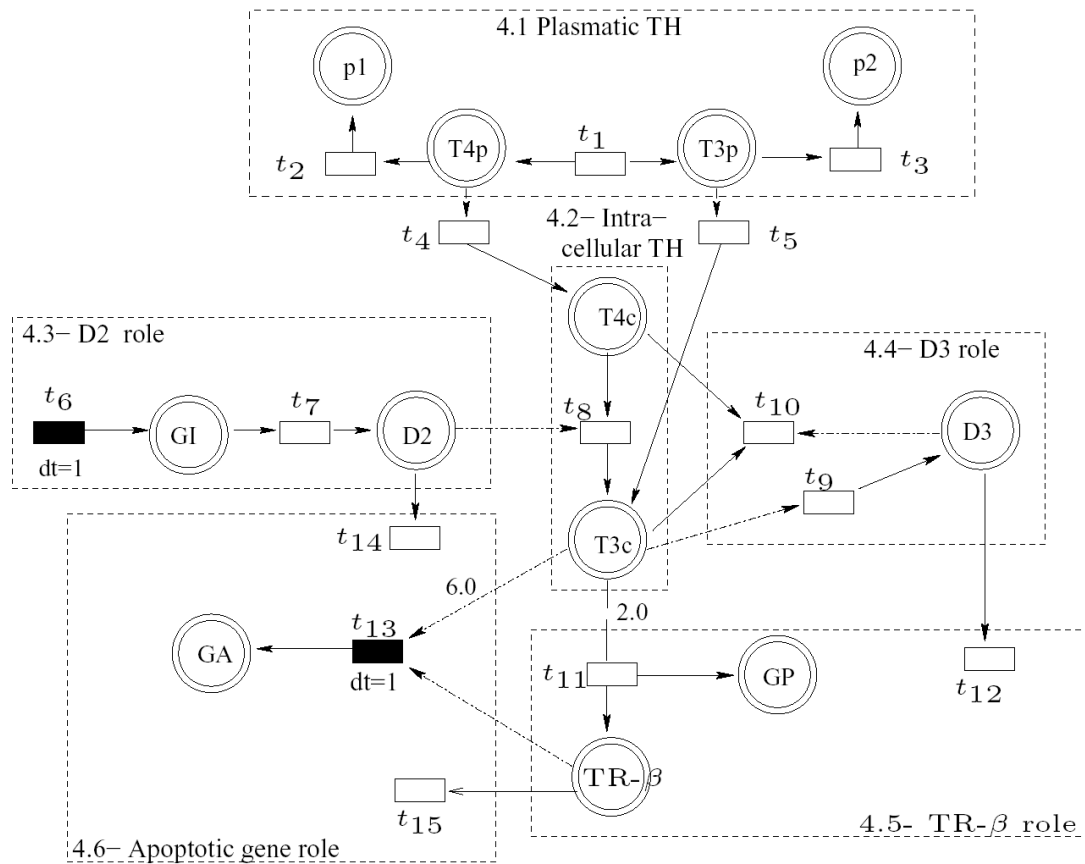 4.1 Plasmatic TH
p1
p2
T4p
t1
T3p
t2
t3
t4
4.2− Intra−
cellular TH
t5
T4c
4.3− D2 role
4.4− D3 role
t6
GI
t7
D2
t8
t10
D3
dt=1
t9
T3c
t14
6.0
2.0
GA
t13
dt=1
t11
GP
t12
TR-β
t15
4.5- TR-β role
4.6− Apoptotic gene role